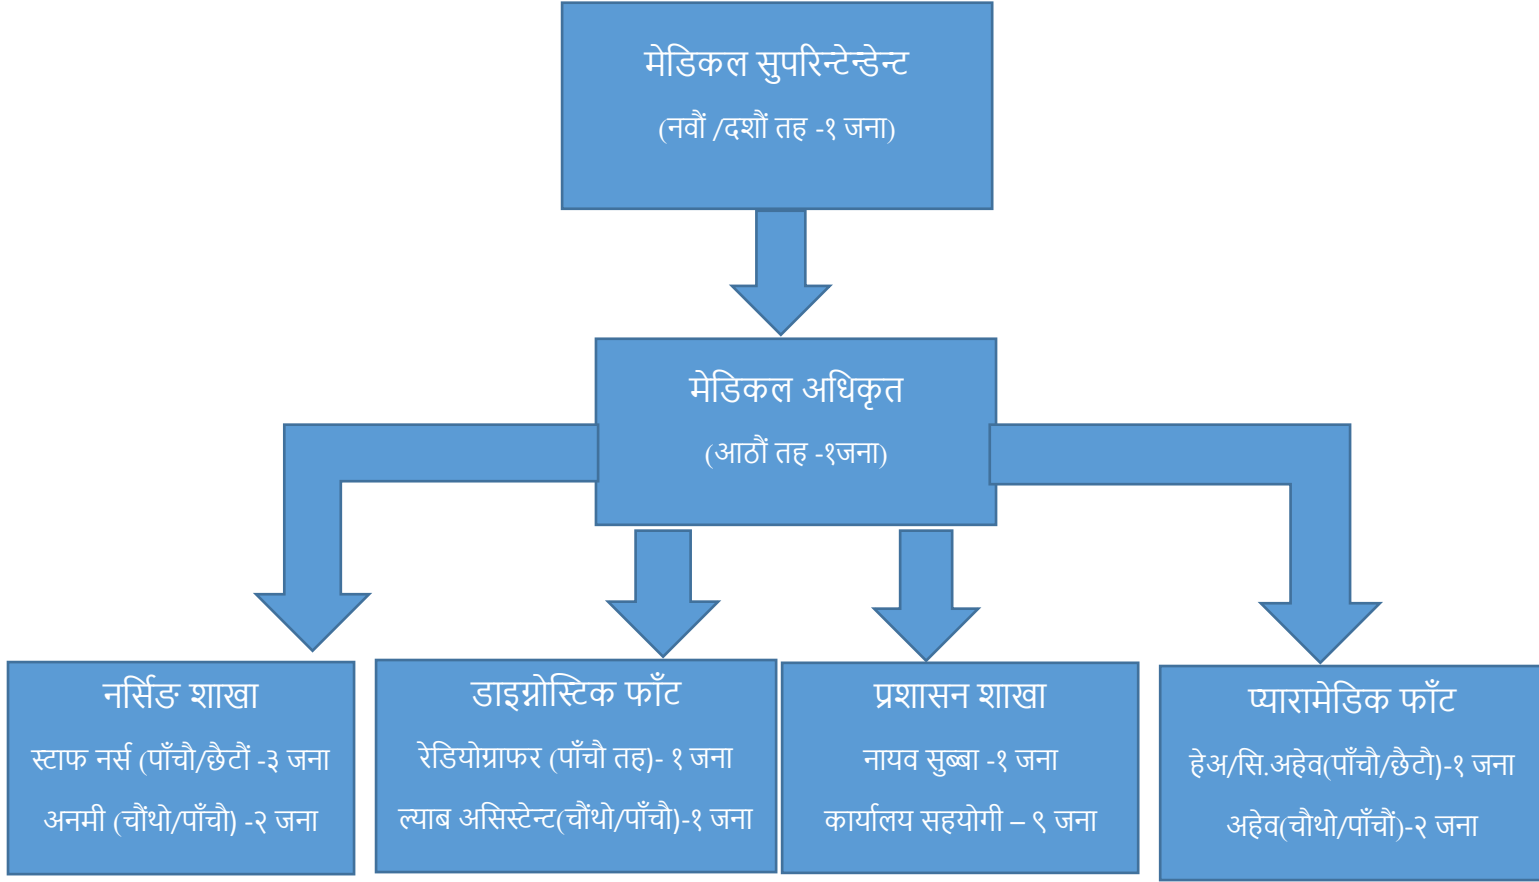 मेडिकल सुपरिन्टेन्डेन्ट
(नवौं /दशौं तह -१ जना)
मेडिकल अधिकृत
(आठौं तह -१जना)
नर्सिङ शाखा
स्टाफ नर्स (पाँचौ/छैटौं -३ जना
अनमी (चौंथो/पाँचौ) -२ जना
डाइग्नोस्टिक फाँट
रेडियोग्राफर (पाँचौ तह)- १ जना
ल्याब असिस्टेन्ट(चौंथो/पाँचौ)-१ जना
प्रशासन शाखा
नायव सुब्बा -१ जना
कार्यालय सहयोगी – ९ जना
प्यारामेडिक फाँट
हेअ/सि.अहेव(पाँचौ/छैटौ)-१ जना
अहेव(चौथो/पाँचौं)-२ जना